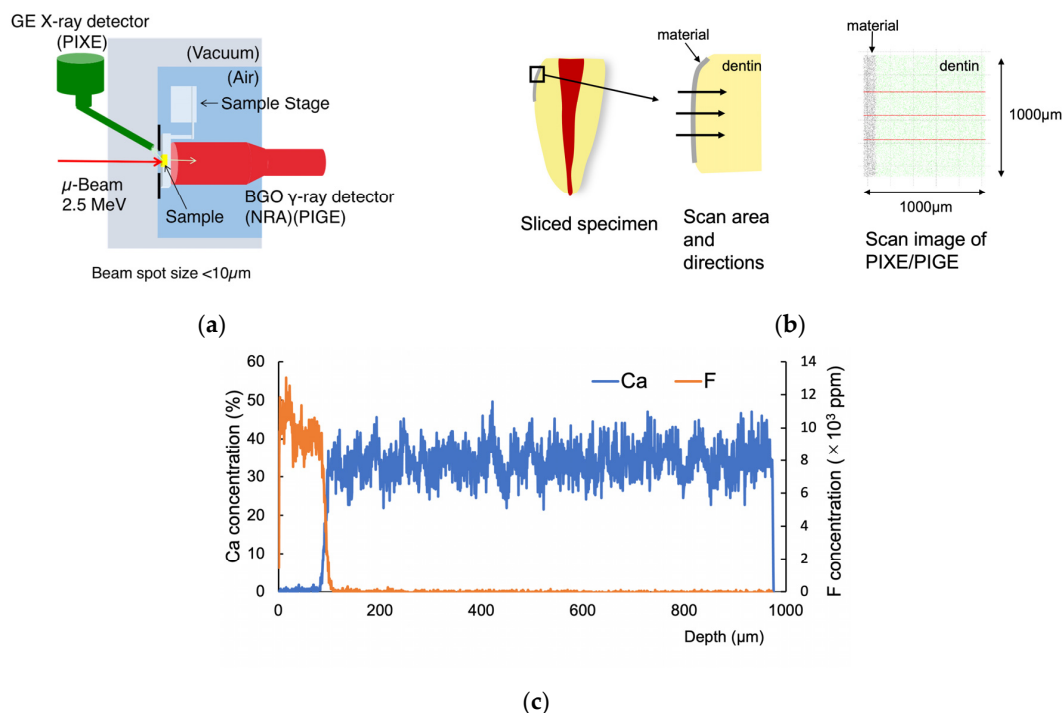 GE X-ray detector
(PIXE)
(Vacuum)
(Air)
Sample Stage
μ-Beam
2.5 MeV
Sample
BGO γ-ray detector
(NRA)(PIGE)
Beam spot size <10μm
(a)
material
dentin
Sliced specimen
Scan area
and
directions
material
dentin
1000μm
1000μm
Scan image of
PIXE/PIGE
(b)
Ca F
Ca concentration (%)
60
50
40
30
20
10
0
F concentration (×10³ ppm)
14
12
10
8
6
4
2
0
0 200 400 600 800 1000
Depth (μm)
(c)